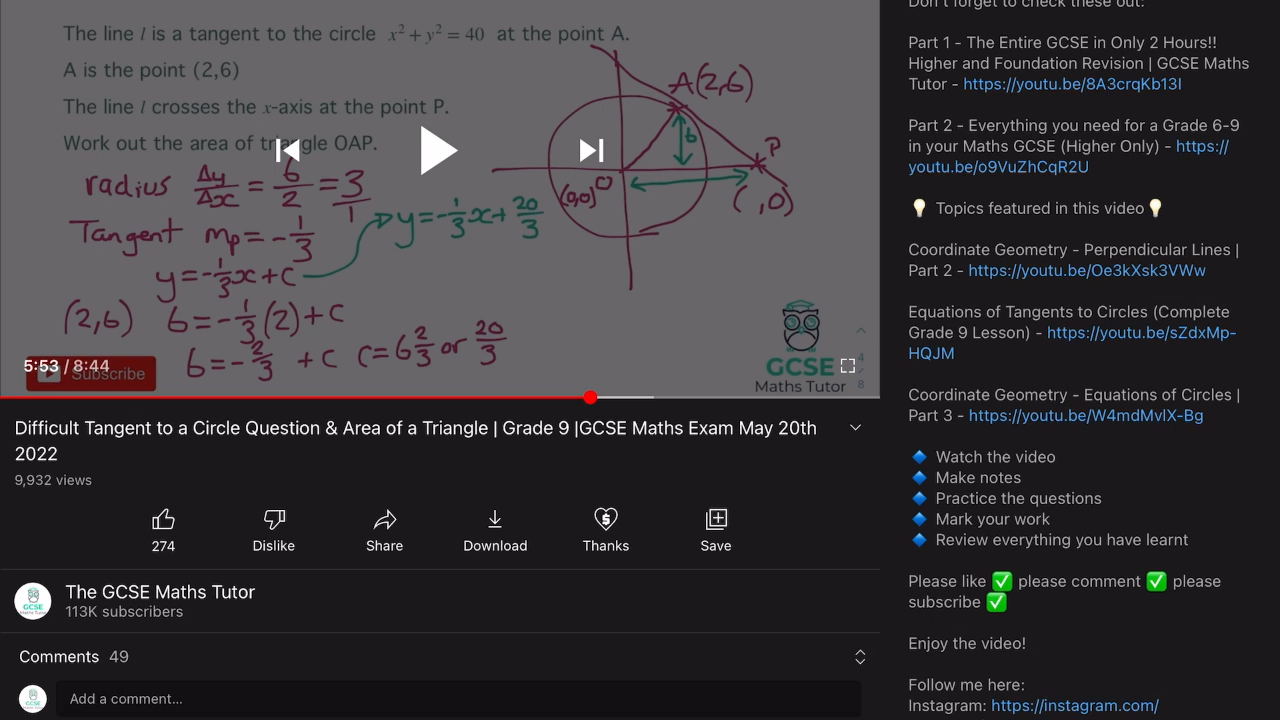 The line l is a tangent to the circle x² + y² = 40 at the point A.
A is the point (2,6)
The line l crosses the x-axis at the point P.
Work out the area of triangle OAP.
radius Δy/Δx = 6/2 = 3/1
Tangent mp = -1/3
y = -1/3x + c
y = -1/3x + 20/3
(2,6) 6 = -1/3(2) + c
6 = -2/3 + c c = 6 2/3 or 20/3
A(2,6)
6
P
(0,0) O
( ,0)
GCSE
Maths Tutor
5:53 / 8:44
Subscribe
Difficult Tangent to a Circle Question & Area of a Triangle | Grade 9 |GCSE Maths Exam May 20th
2022
9,932 views
274 Dislike Share Download Thanks Save
The GCSE Maths Tutor
113K subscribers
Comments 49
Add a comment...
Don't forget to check these out:
Part 1 - The Entire GCSE in Only 2 Hours!!
Higher and Foundation Revision | GCSE Maths
Tutor - https://youtu.be/8A3crqKb13I
Part 2 - Everything you need for a Grade 6-9
in your Maths GCSE (Higher Only) - https://
youtu.be/o9VuZhCqR2U
💡 Topics featured in this video💡
Coordinate Geometry - Perpendicular Lines |
Part 2 - https://youtu.be/Oe3kXsk3VWw
Equations of Tangents to Circles (Complete
Grade 9 Lesson) - https://youtu.be/sZdxMp-
HQJM
Coordinate Geometry - Equations of Circles |
Part 3 - https://youtu.be/W4mdMvlX-Bg
🔷 Watch the video
🔷 Make notes
🔷 Practice the questions
🔷 Mark your work
🔷 Review everything you have learnt
Please like ✅ please comment ✅ please
subscribe ✅
Enjoy the video!
Follow me here:
Instagram: https://instagram.com/